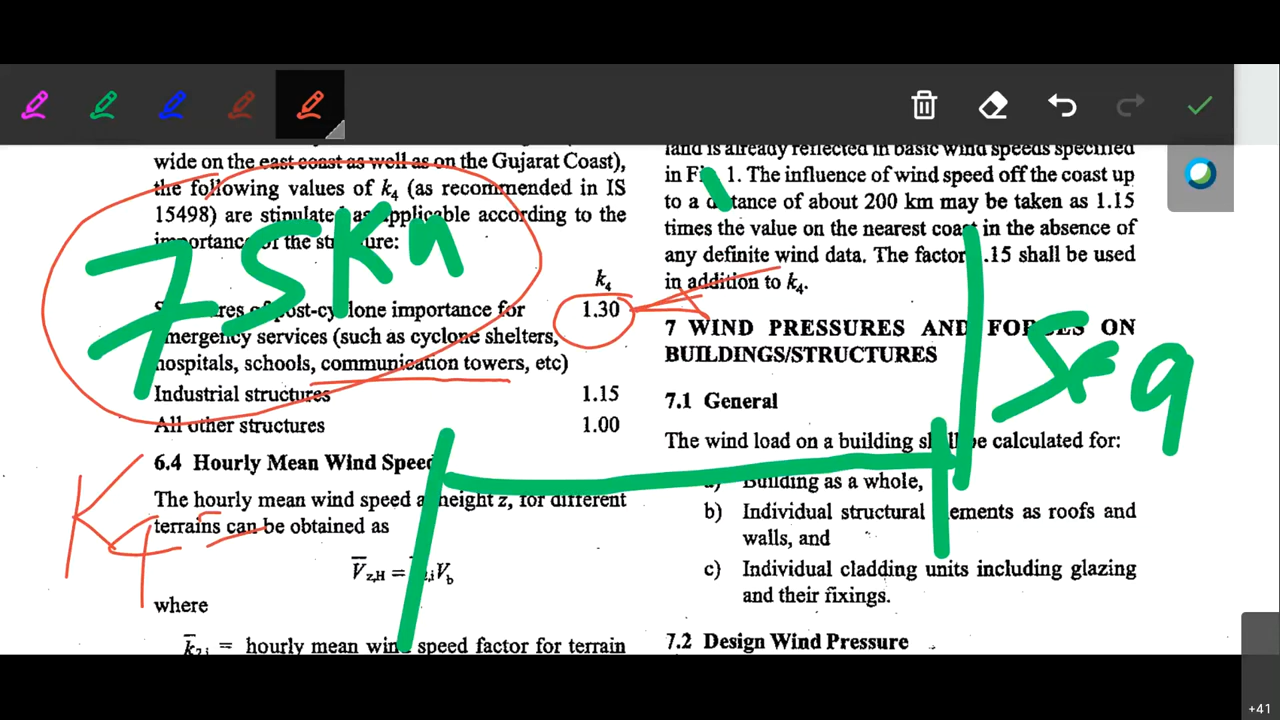 wide on the east coast as well as on the Gujarat Coast),
the following values of k4 (as recommended in IS
15498) are stipulated as applicable according to the
importance of the structure:
k4
Structures of post-cyclone importance for 1.30
emergency services (such as cyclone shelters,
hospitals, schools, communication towers, etc)
Industrial structures 1.15
All other structures 1.00
6.4 Hourly Mean Wind Speed
The hourly mean wind speed at height z, for different
terrains can be obtained as
V̅z,H = k̅2,i Vb
where
k̅2,i = hourly mean wind speed factor for terrain
land is already reflected in basic wind speeds specified
in Fig. 1. The influence of wind speed off the coast up
to a distance of about 200 km may be taken as 1.15
times the value on the nearest coast in the absence of
any definite wind data. The factor 1.15 shall be used
in addition to k4.
7 WIND PRESSURES AND FORCES ON
BUILDINGS/STRUCTURES
7.1 General
The wind load on a building shall be calculated for:
a) Building as a whole,
b) Individual structural elements as roofs and
walls, and
c) Individual cladding units including glazing
and their fixings.
7.2 Design Wind Pressure
75Kn
K4 =
+41